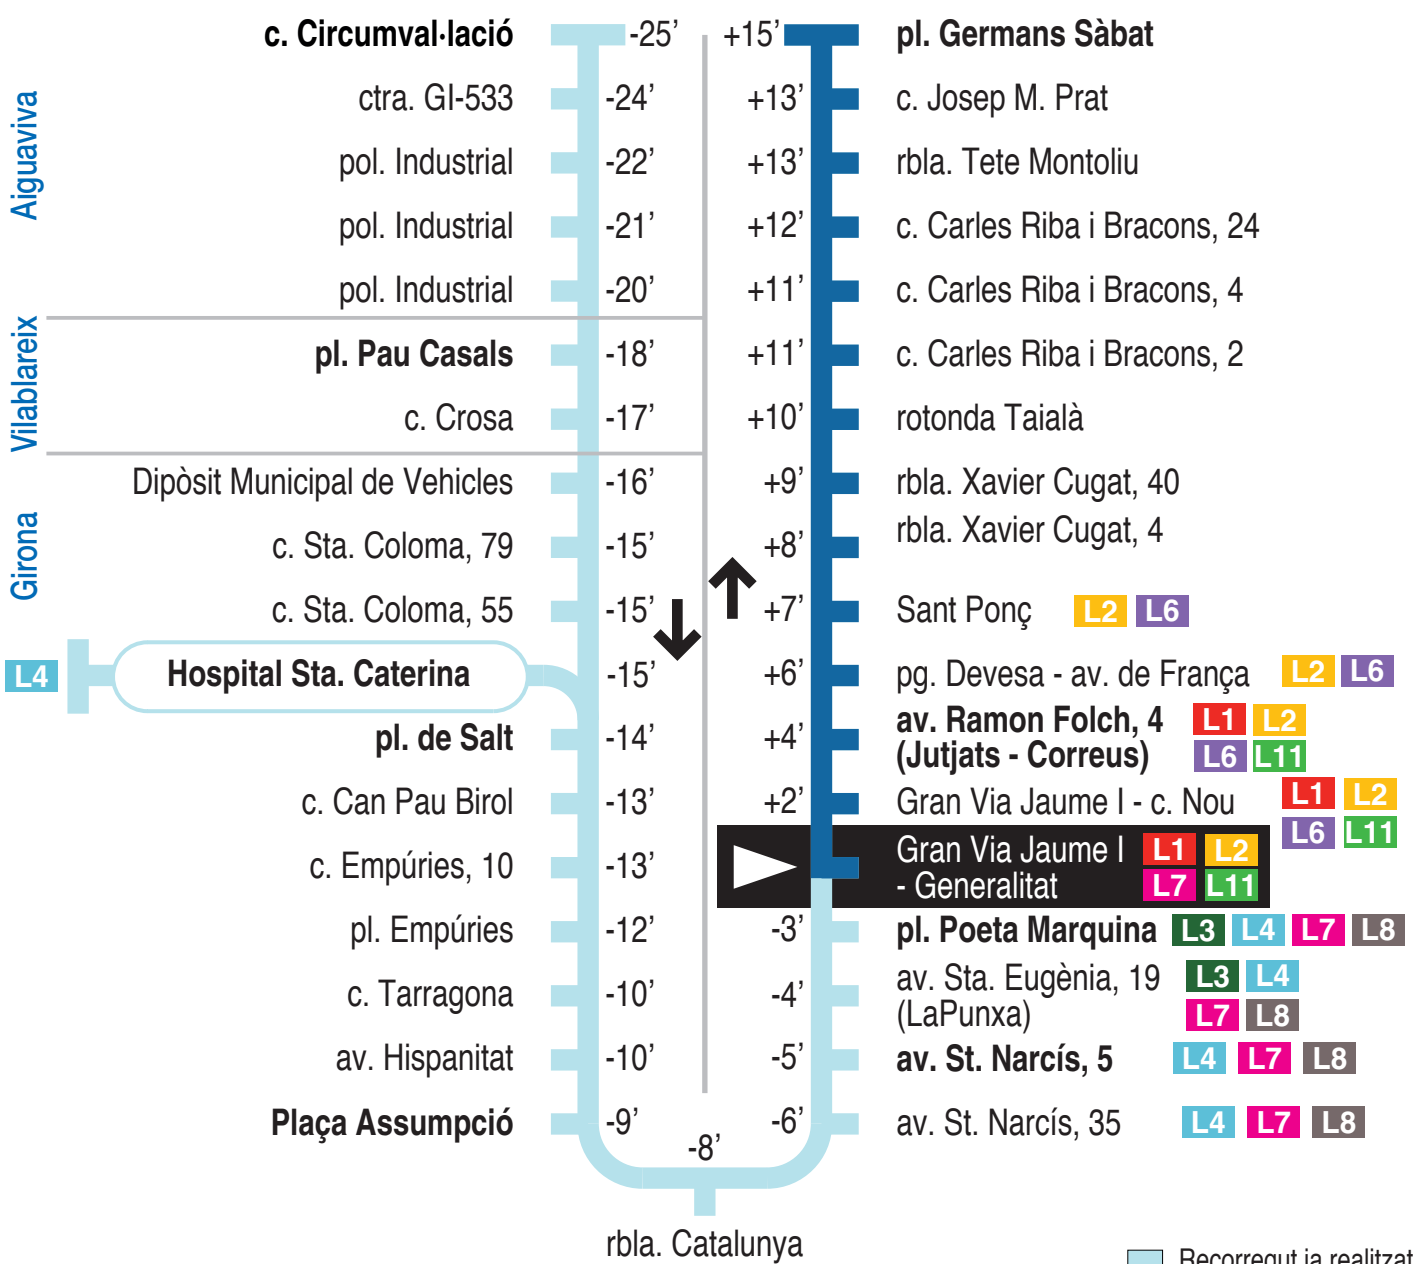 c. Circumval·lació -25’
ctra. GI-533 -24’
pol. Industrial -22’
pol. Industrial -21’
pol. Industrial -20’
Aiguaviva
pl. Pau Casals -18’
c. Crosa -17’
Vilablareix
Dipòsit Municipal de Vehicles -16’
c. Sta. Coloma, 79 -15’
c. Sta. Coloma, 55 -15’
Girona
L4 Hospital Sta. Caterina -15’
pl. de Salt -14’
c. Can Pau Birol -13’
c. Empúries, 10 -13’
pl. Empúries -12’
c. Tarragona -10’
av. Hispanitat -10’
Plaça Assumpció -9’
-8’
rbla. Catalunya
+15’ pl. Germans Sàbat
+13’ c. Josep M. Prat
+13’ rbla. Tete Montoliu
+12’ c. Carles Riba i Bracons, 24
+11’ c. Carles Riba i Bracons, 4
+11’ c. Carles Riba i Bracons, 2
+10’ rotonda Taialà
+9’ rbla. Xavier Cugat, 40
+8’ rbla. Xavier Cugat, 4
+7’ Sant Ponç L2 L6
+6’ pg. Devesa - av. de França L2 L6
+4’ av. Ramon Folch, 4 L1 L2
(Jutjats - Correus) L6 L11
+2’ Gran Via Jaume I - c. Nou L1 L2
L6 L11
Gran Via Jaume I L1 L2
- Generalitat L7 L11
-3’ pl. Poeta Marquina L3 L4 L7 L8
-4’ av. Sta. Eugènia, 19 L3 L4
(LaPunxa) L7 L8
-5’ av. St. Narcís, 5 L4 L7 L8
-6’ av. St. Narcís, 35 L4 L7 L8
Recorregut ja realitzat